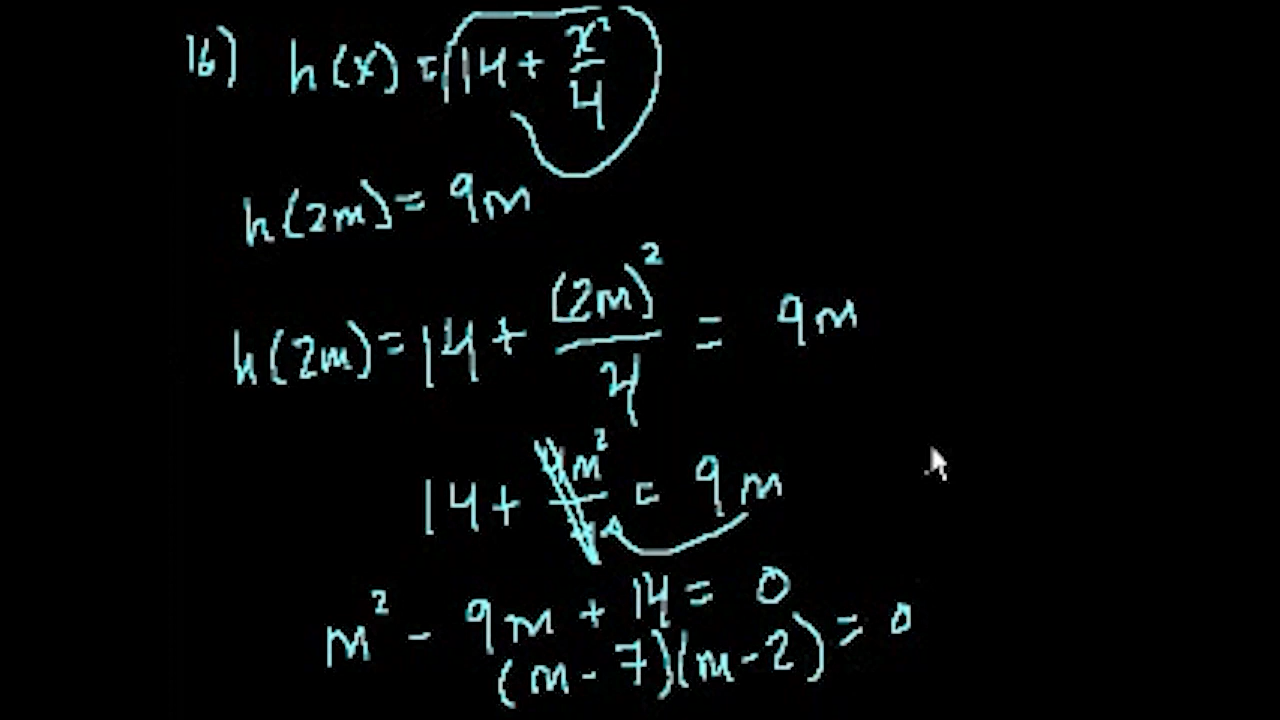 16) h(x) = 14 + x²/4
h(2m) = 9m
h(2m) = 14 + (2m)²/4 = 9m
14 + 4m²/4 = 9m
m² - 9m + 14 = 0
(m - 7)(m - 2) = 0